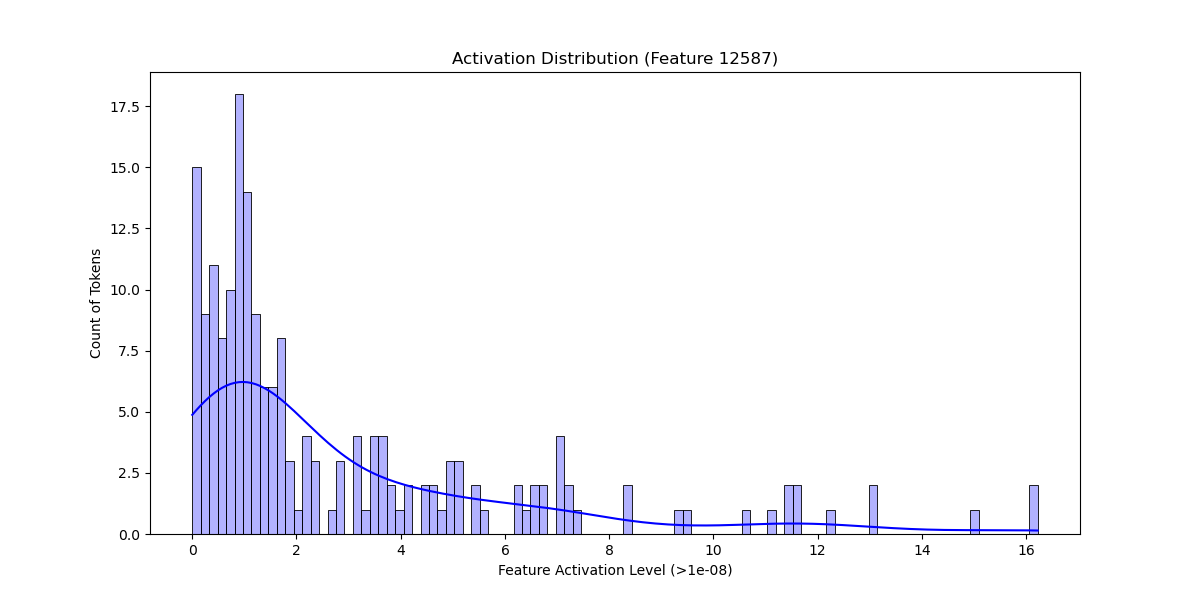 Activation Distribution (Feature 12587)
17.5
15.0
12.5
10.0
7.5
5.0
2.5
0.0
Count of Tokens
0 2 4 6 8 10 12 14 16
Feature Activation Level (>1e-08)